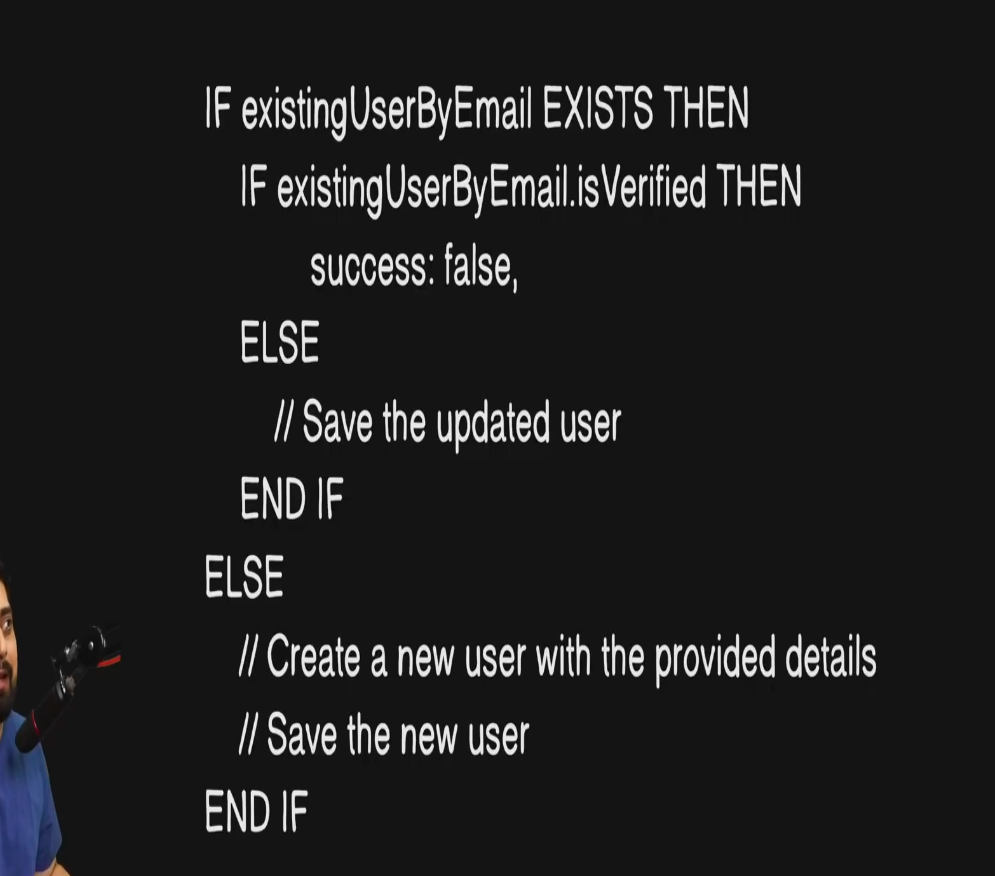 IF existingUserByEmail EXISTS THEN
IF existingUserByEmail.isVerified THEN
success: false,
ELSE
// Save the updated user
END IF
ELSE
// Create a new user with the provided details
// Save the new user
END IF